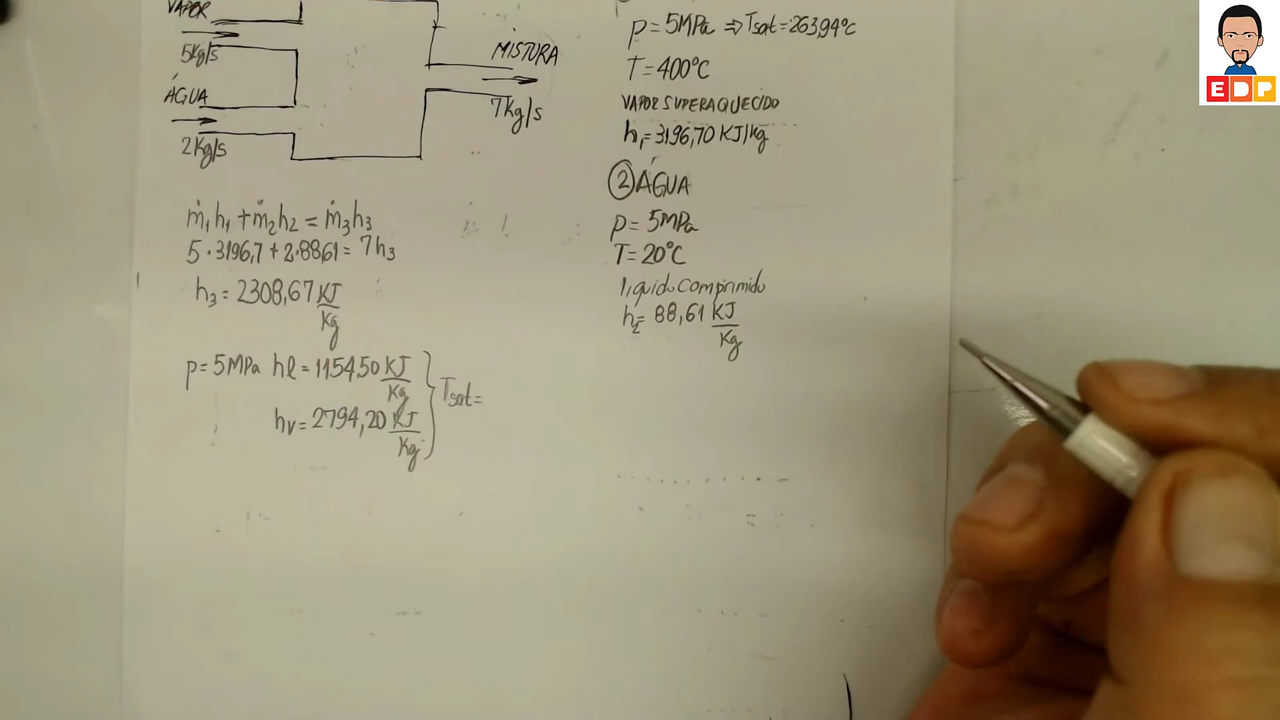 VAPOR
5Kg/s
ÁGUA
2Kg/s
MISTURA
7Kg/s
ṁ₁h₁ + ṁ₂h₂ = ṁ₃h₃
5·3196,7 + 2·88,61 = 7h₃
h₃ = 2308,67 KJ/Kg
p = 5MPa hl = 1154,50 KJ/Kg
hv = 2794,20 KJ/Kg
Tsat =
p = 5MPa ⇒ Tsat = 263,94°C
T = 400°C
VAPOR SUPERAQUECIDO
h₁ = 3196,70 KJ/kg
② ÁGUA
p = 5MPa
T = 20°C
líquido comprimido
h₂ = 88,61 KJ/Kg
EDP